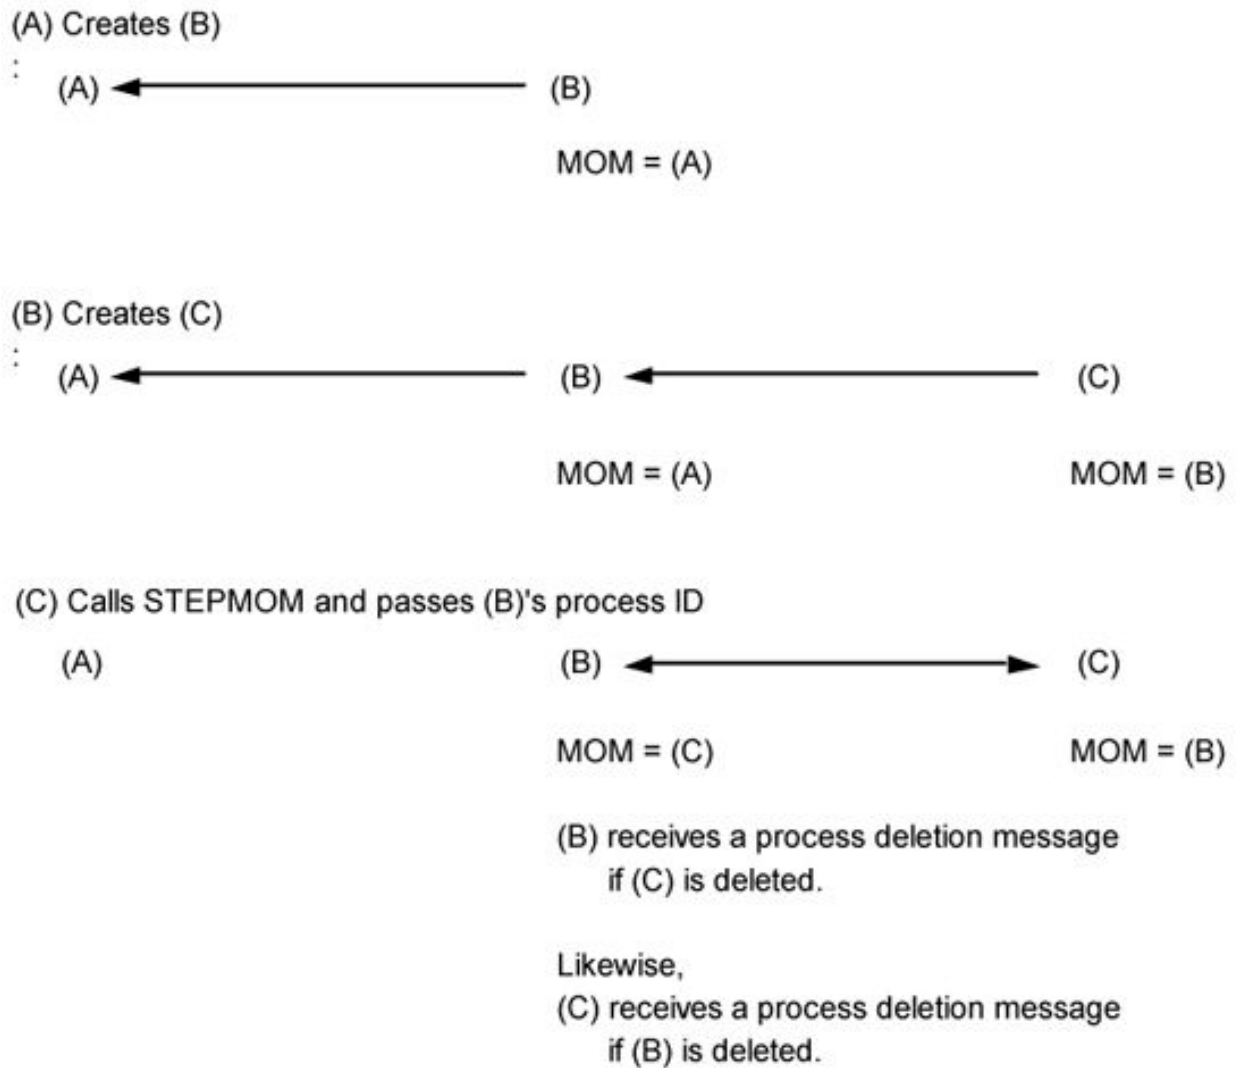 (A) Creates (B)
:
(A) (B)
MOM = (A)
(B) Creates (C)
:
(A) (B) (C)
MOM = (A) MOM = (B)
(C) Calls STEPMOM and passes (B)'s process ID
(A) (B) (C)
MOM = (C) MOM = (B)
(B) receives a process deletion message
if (C) is deleted.
Likewise,
(C) receives a process deletion message
if (B) is deleted.